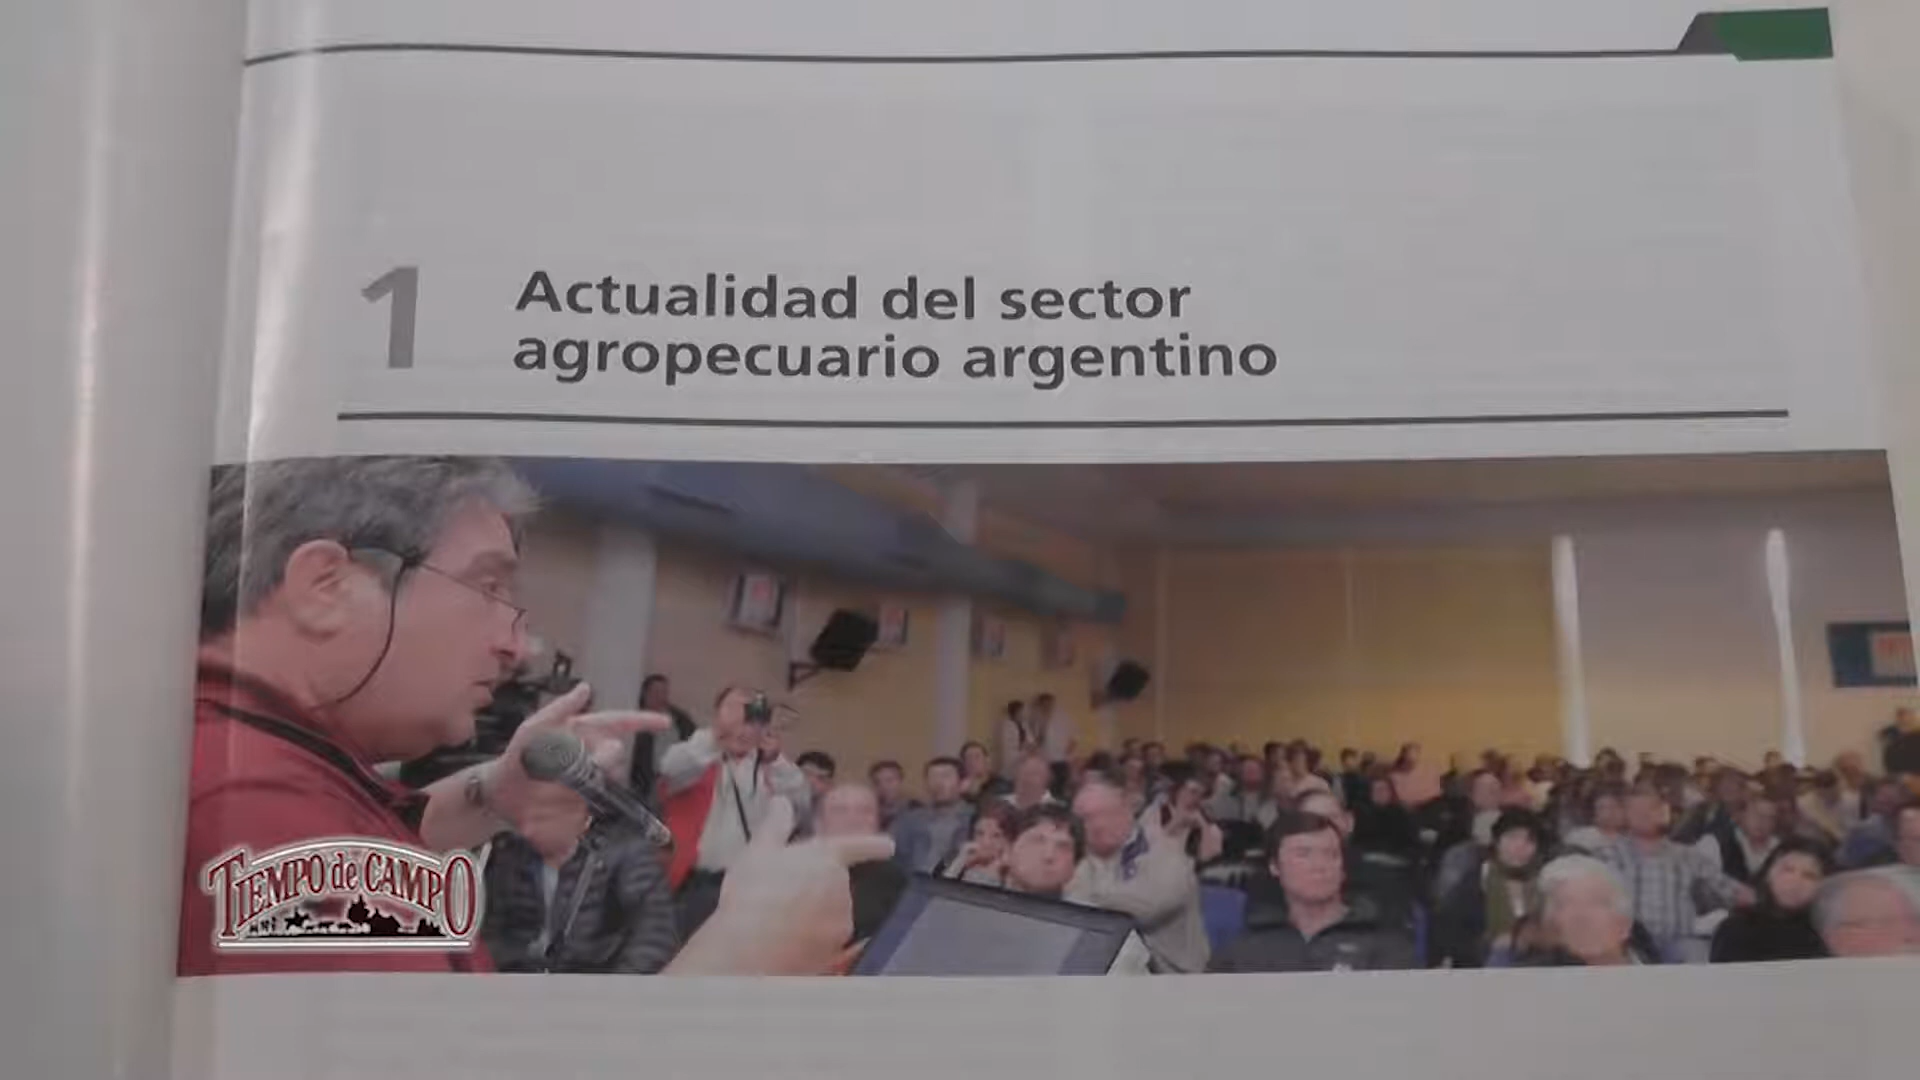 1
Actualidad del sector
agropecuario argentino
TIEMPO de CAMPO